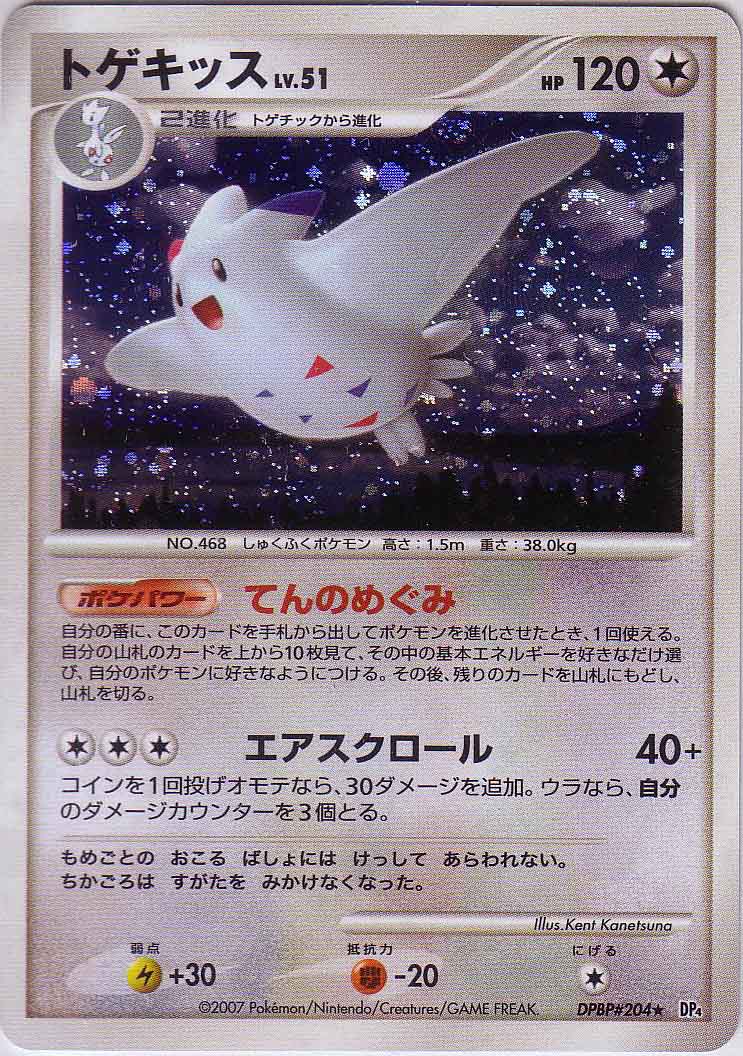 トゲキッス LV.51 HP 120
2進化 トゲチックから進化
NO.468 しゅくふくポケモン 高さ：1.5m 重さ：38.0kg
ポケパワー てんのめぐみ
自分の番に、このカードを手札から出してポケモンを進化させたとき、1回使える。
自分の山札のカードを上から10枚見て、その中の基本エネルギーを好きなだけ選
び、自分のポケモンに好きなようにつける。その後、残りのカードを山札にもどし、
山札を切る。
エアスクロール 40+
コインを1回投げオモテなら、30ダメージを追加。ウラなら、自分
のダメージカウンターを3個とる。
もめごとの おこる ばしょには けっして あらわれない。
ちかごろは すがたを みかけなくなった。
Illus.Kent Kanetsuna
弱点 抵抗力 にげる
+30 -20
©2007 Pokémon/Nintendo/Creatures/GAME FREAK. DPBP#204★ DP4